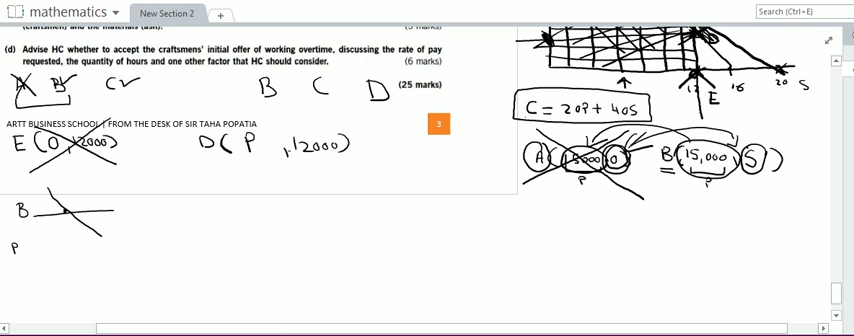 mathematics
New Section 2
Search (Ctrl+E)
(d) Advise HC whether to accept the craftsmen's initial offer of working overtime, discussing the rate of pay
requested, the quantity of hours and one other factor that HC should consider.
(6 marks)
A B C
B C D
(25 marks)
ARTT BUSINESS SCHOOL | FROM THE DESK OF SIR TAHA POPATIA
3
E (0, 12000)
D( P , 12000)
B
P
D
12 16 20 S
E
C = 20P + 40S
A( 15000 0
P
B( 15,000, S )
P